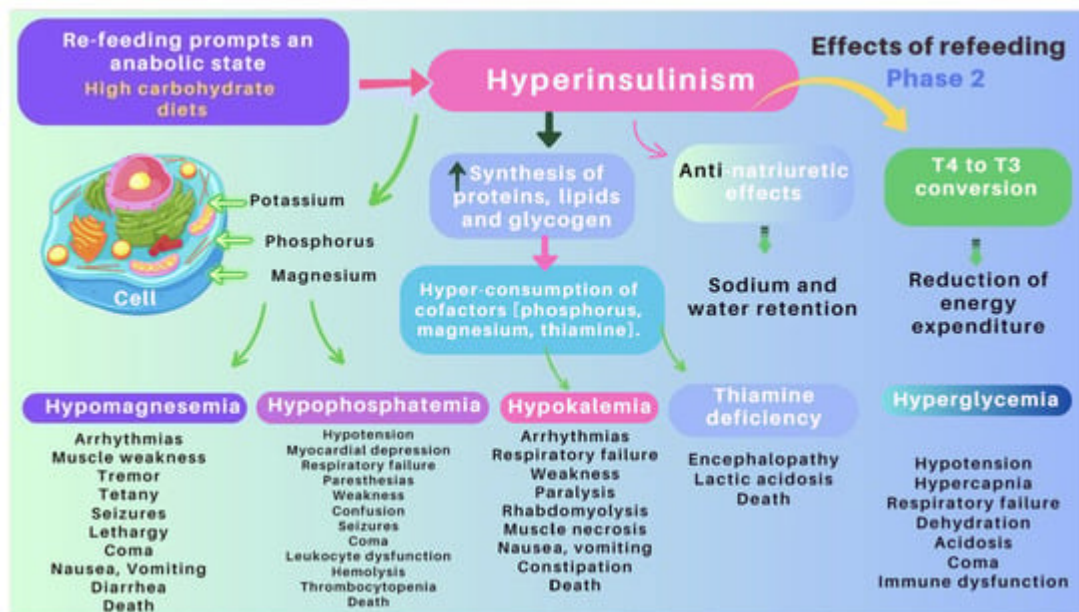 Re-feeding prompts an
anabolic state
High carbohydrate
diets
Hyperinsulinism
Effects of refeeding
Phase 2
Potassium
Phosphorus
Magnesium
Cell
Synthesis of
proteins, lipids
and glycogen
Anti-natriuretic
effects
T4 to T3
conversion
Hyper-consumption of
cofactors [phosphorus,
magnesium, thiamine].
Sodium and
water retention
Reduction of
energy
expenditure
Hypomagnesemia
Arrhythmias
Muscle weakness
Tremor
Tetany
Seizures
Lethargy
Coma
Nausea, Vomiting
Diarrhea
Death
Hypophosphatemia
Hypotension
Myocardial depression
Respiratory failure
Paresthesias
Weakness
Confusion
Seizures
Coma
Leukocyte dysfunction
Hemolysis
Thrombocytopenia
Death
Hypokalemia
Arrhythmias
Respiratory failure
Weakness
Paralysis
Rhabdomyolysis
Muscle necrosis
Nausea, vomiting
Constipation
Death
Thiamine
deficiency
Encephalopathy
Lactic acidosis
Death
Hyperglycemia
Hypotension
Hypercapnia
Respiratory failure
Dehydration
Acidosis
Coma
Immune dysfunction